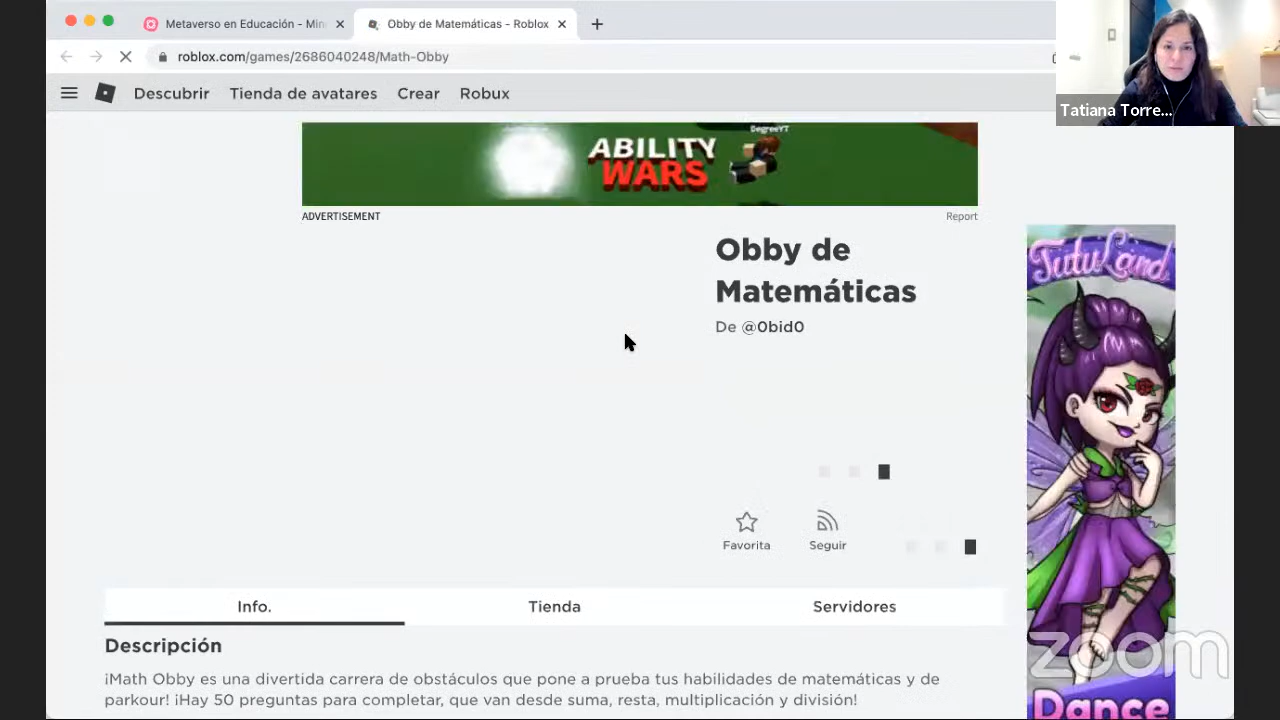 Metaverso en Educación - Min
Obby de Matemáticas - Roblox
roblox.com/games/2686040248/Math-Obby
Descubrir
Tienda de avatares
Crear
Robux
Tatiana Torre...
ABILITY
WARS
DegreeYT
ADVERTISEMENT
Report
Obby de
Matemáticas
De @0bid0
TutuLand
Favorita
Seguir
Info.
Tienda
Servidores
Descripción
¡Math Obby es una divertida carrera de obstáculos que pone a prueba tus habilidades de matemáticas y de
parkour! ¡Hay 50 preguntas para completar, que van desde suma, resta, multiplicación y división!
zoom
Dance